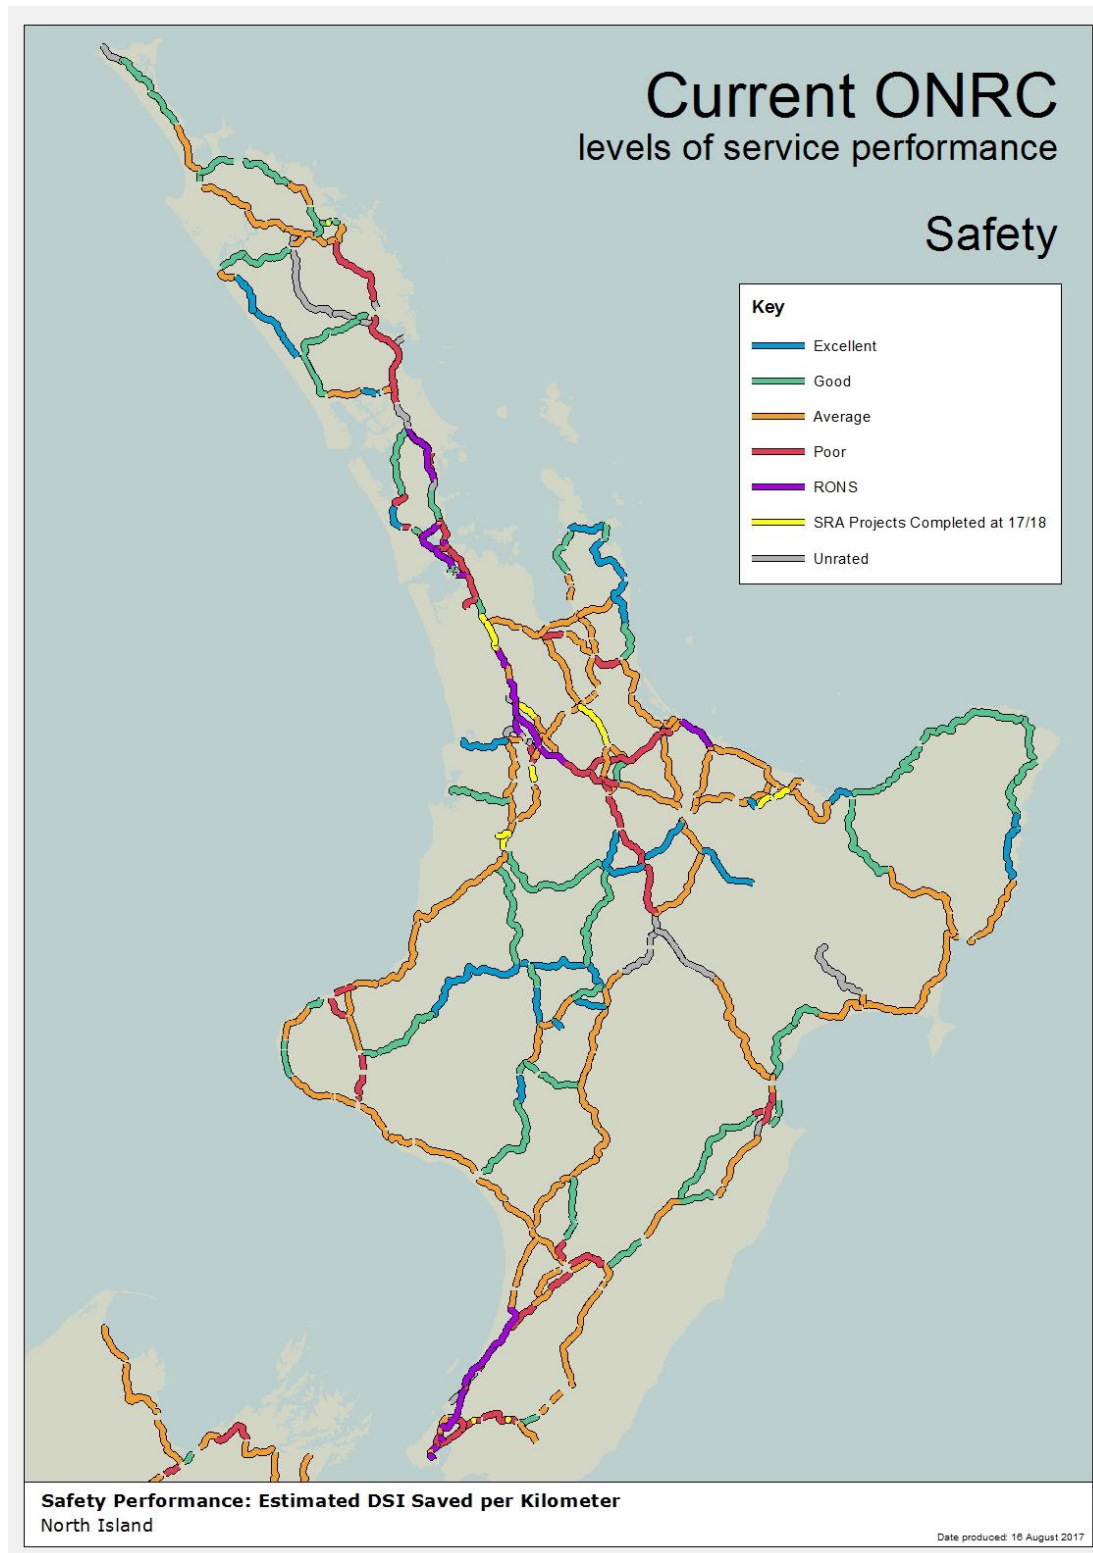 Current ONRC
levels of service performance
Safety
Key
Excellent
Good
Average
Poor
RONS
SRA Projects Completed at 17/18
Unrated
Safety Performance: Estimated DSI Saved per Kilometer
North Island
Date produced: 16 August 2017